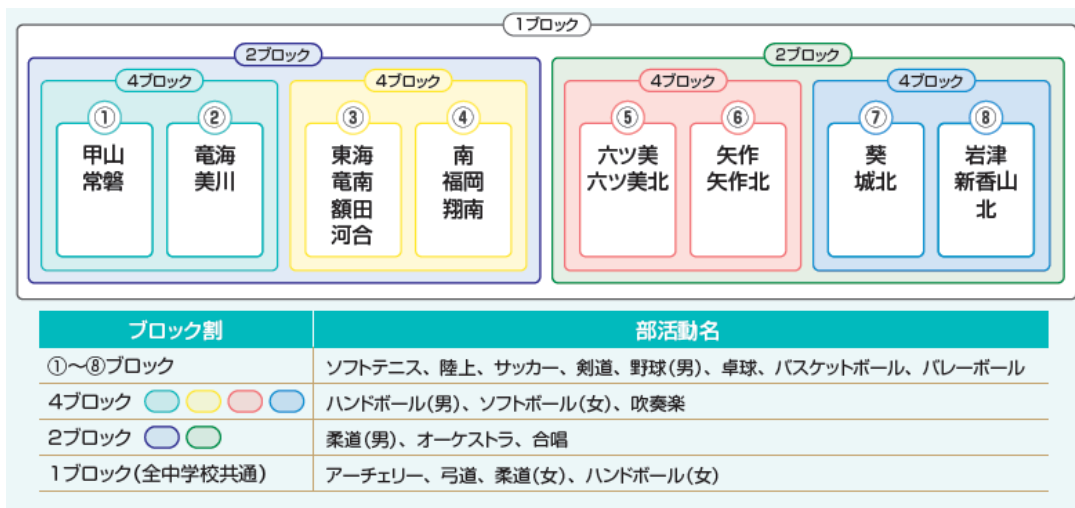 1ブロック
2ブロック
2ブロック
4ブロック
4ブロック
4ブロック
4ブロック
①
甲山
常磐
②
竜海
美川
③
東海
竜南
額田
河合
④
南
福岡
翔南
⑤
六ツ美
六ツ美北
⑥
矢作
矢作北
⑦
葵
城北
⑧
岩津
新香山
北
ブロック割 部活動名
①〜⑧ブロック ソフトテニス、陸上、サッカー、剣道、野球(男)、卓球、バスケットボール、バレーボール
4ブロック ハンドボール(男)、ソフトボール(女)、吹奏楽
2ブロック 柔道(男)、オーケストラ、合唱
1ブロック(全中学校共通) アーチェリー、弓道、柔道(女)、ハンドボール(女)